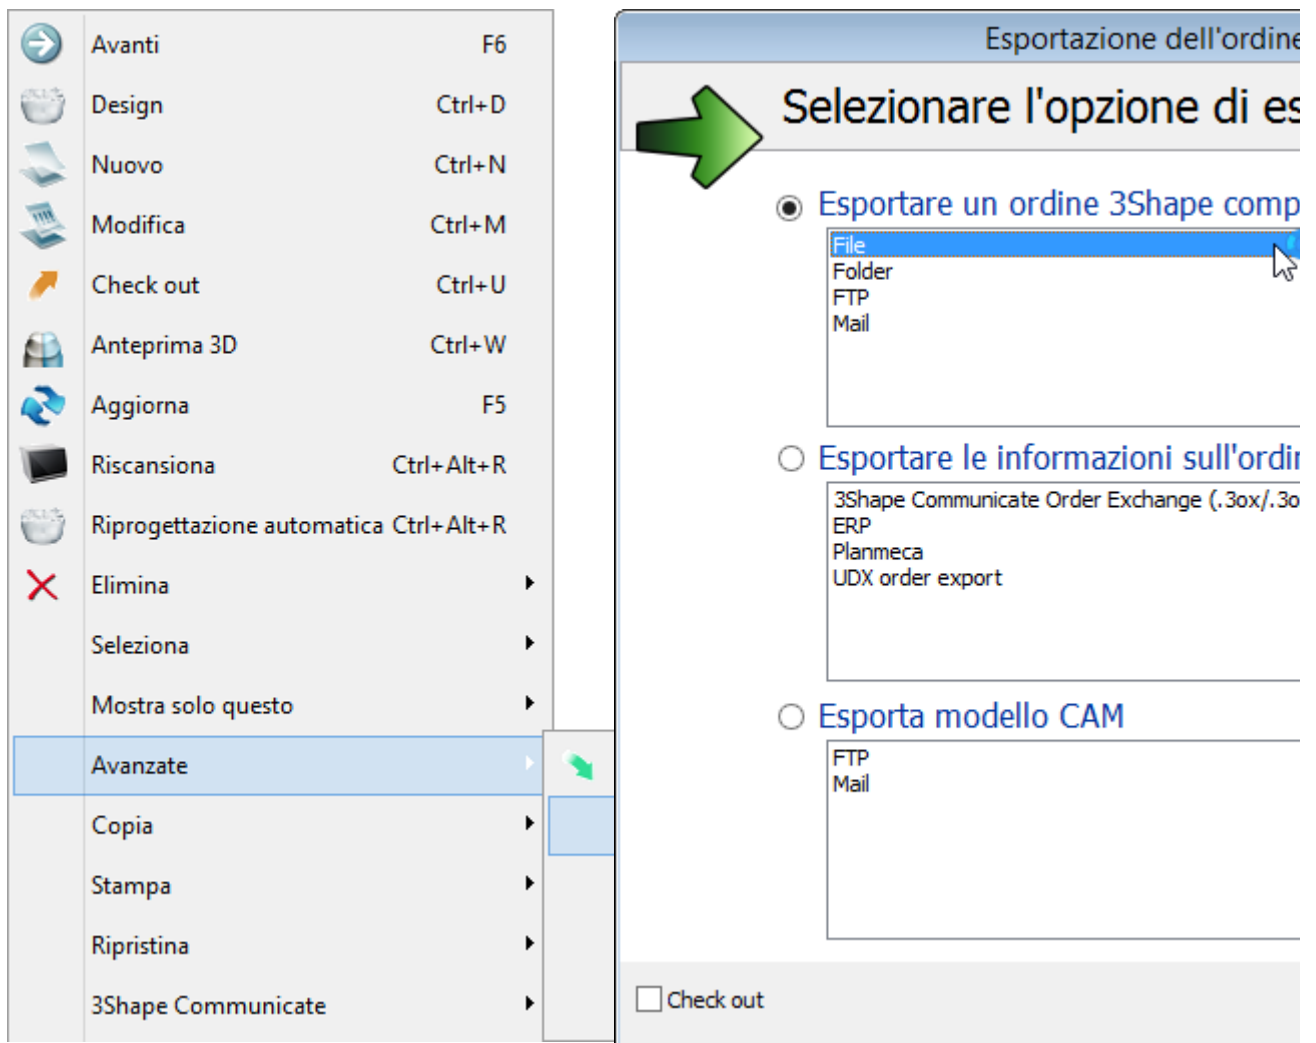 Avanti F6
Design Ctrl+D
Nuovo Ctrl+N
Modifica Ctrl+M
Check out Ctrl+U
Anteprima 3D Ctrl+W
Aggiorna F5
Riscansiona Ctrl+Alt+R
Riprogettazione automatica Ctrl+Alt+R
Elimina
Seleziona
Mostra solo questo
Avanzate
Copia
Stampa
Ripristina
3Shape Communicate
Esportazione dell'ordine
Selezionare l'opzione di es
Esportare un ordine 3Shape comp
File
Folder
FTP
Mail
Esportare le informazioni sull'ordin
3Shape Communicate Order Exchange (.3ox/.3o
ERP
Planmeca
UDX order export
Esporta modello CAM
FTP
Mail
Check out